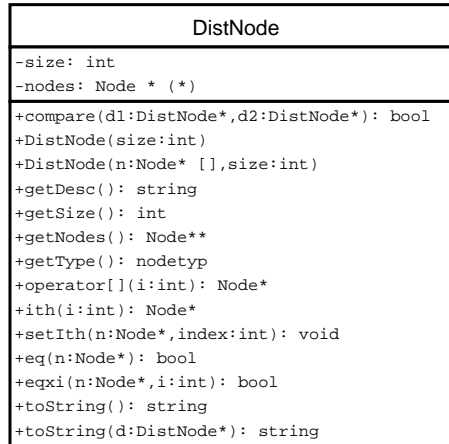 DistNode
-size: int
-nodes: Node * (*)
+compare(d1:DistNode*,d2:DistNode*): bool
+DistNode(size:int)
+DistNode(n:Node* [],size:int)
+getDesc(): string
+getSize(): int
+getNodes(): Node**
+getType(): nodetyp
+operator[](i:int): Node*
+ith(i:int): Node*
+setIth(n:Node*,index:int): void
+eq(n:Node*): bool
+eqxi(n:Node*,i:int): bool
+toString(): string
+toString(d:DistNode*): string